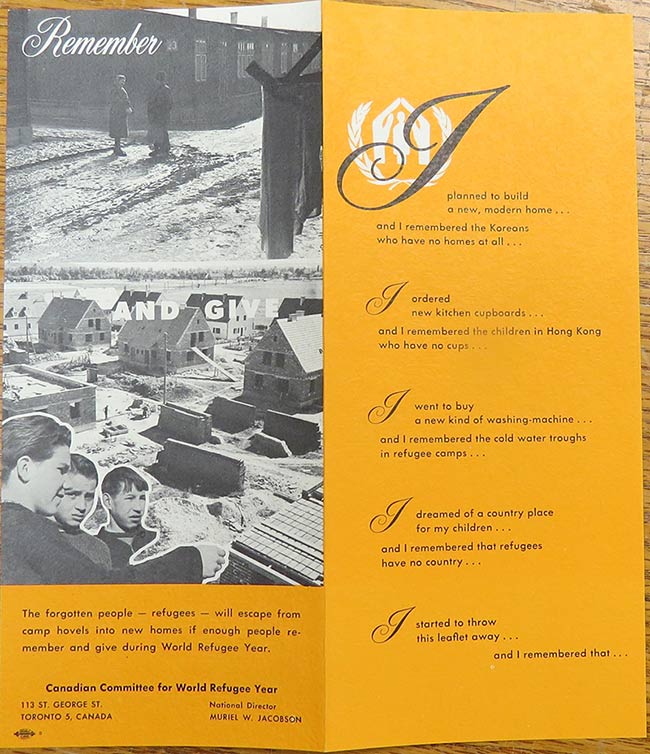 Remember
AND GIVE
The forgotten people — refugees — will escape from
camp hovels into new homes if enough people re-
member and give during World Refugee Year.
Canadian Committee for World Refugee Year
113 ST. GEORGE ST.
TORONTO 5, CANADA
National Director
MURIEL W. JACOBSON
I planned to build
a new, modern home . . .
and I remembered the Koreans
who have no homes at all . . .
I ordered
new kitchen cupboards . . .
and I remembered the children in Hong Kong
who have no cups . . .
I went to buy
a new kind of washing-machine . . .
and I remembered the cold water troughs
in refugee camps . . .
I dreamed of a country place
for my children . . .
and I remembered that refugees
have no country . . .
I started to throw
this leaflet away . . .
and I remembered that . . .